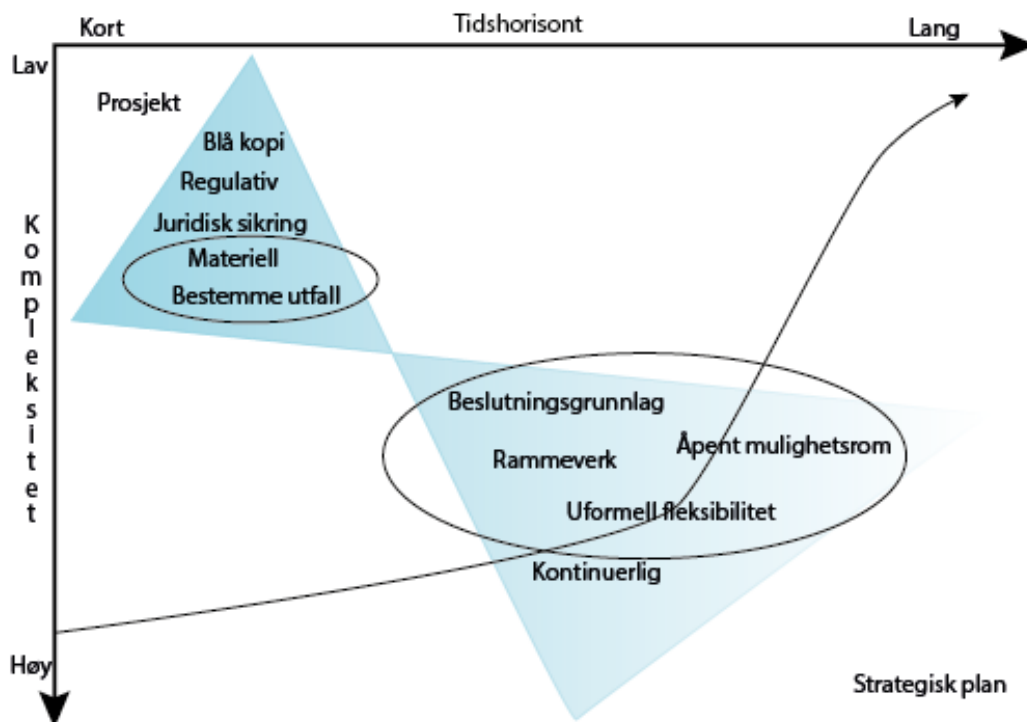 Kort
Tidshorisont
Lang
Lav
Kompleksitet
Høy
Prosjekt
Blå kopi
Regulativ
Juridisk sikring
Materiell
Bestemme utfall
Beslutningsgrunnlag
Åpent mulighetsrom
Rammeverk
Uformell fleksibilitet
Kontinuerlig
Strategisk plan